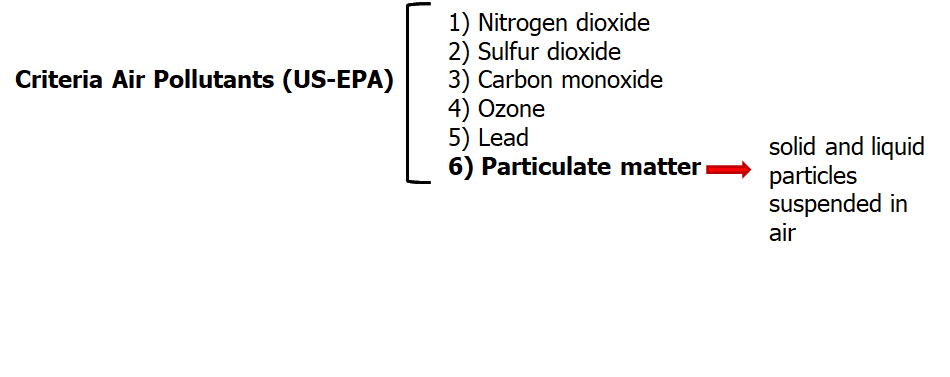 Criteria Air Pollutants (US-EPA)
1) Nitrogen dioxide
2) Sulfur dioxide
3) Carbon monoxide
4) Ozone
5) Lead
6) Particulate matter
solid and liquid
particles
suspended in
air